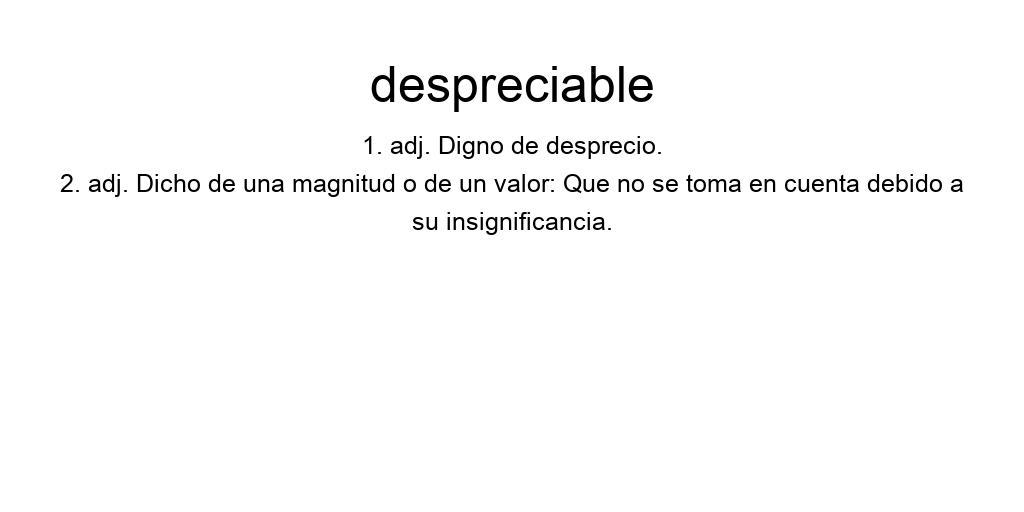 despreciable
1. adj. Digno de desprecio.
2. adj. Dicho de una magnitud o de un valor: Que no se toma en cuenta debido a
su insignificancia.